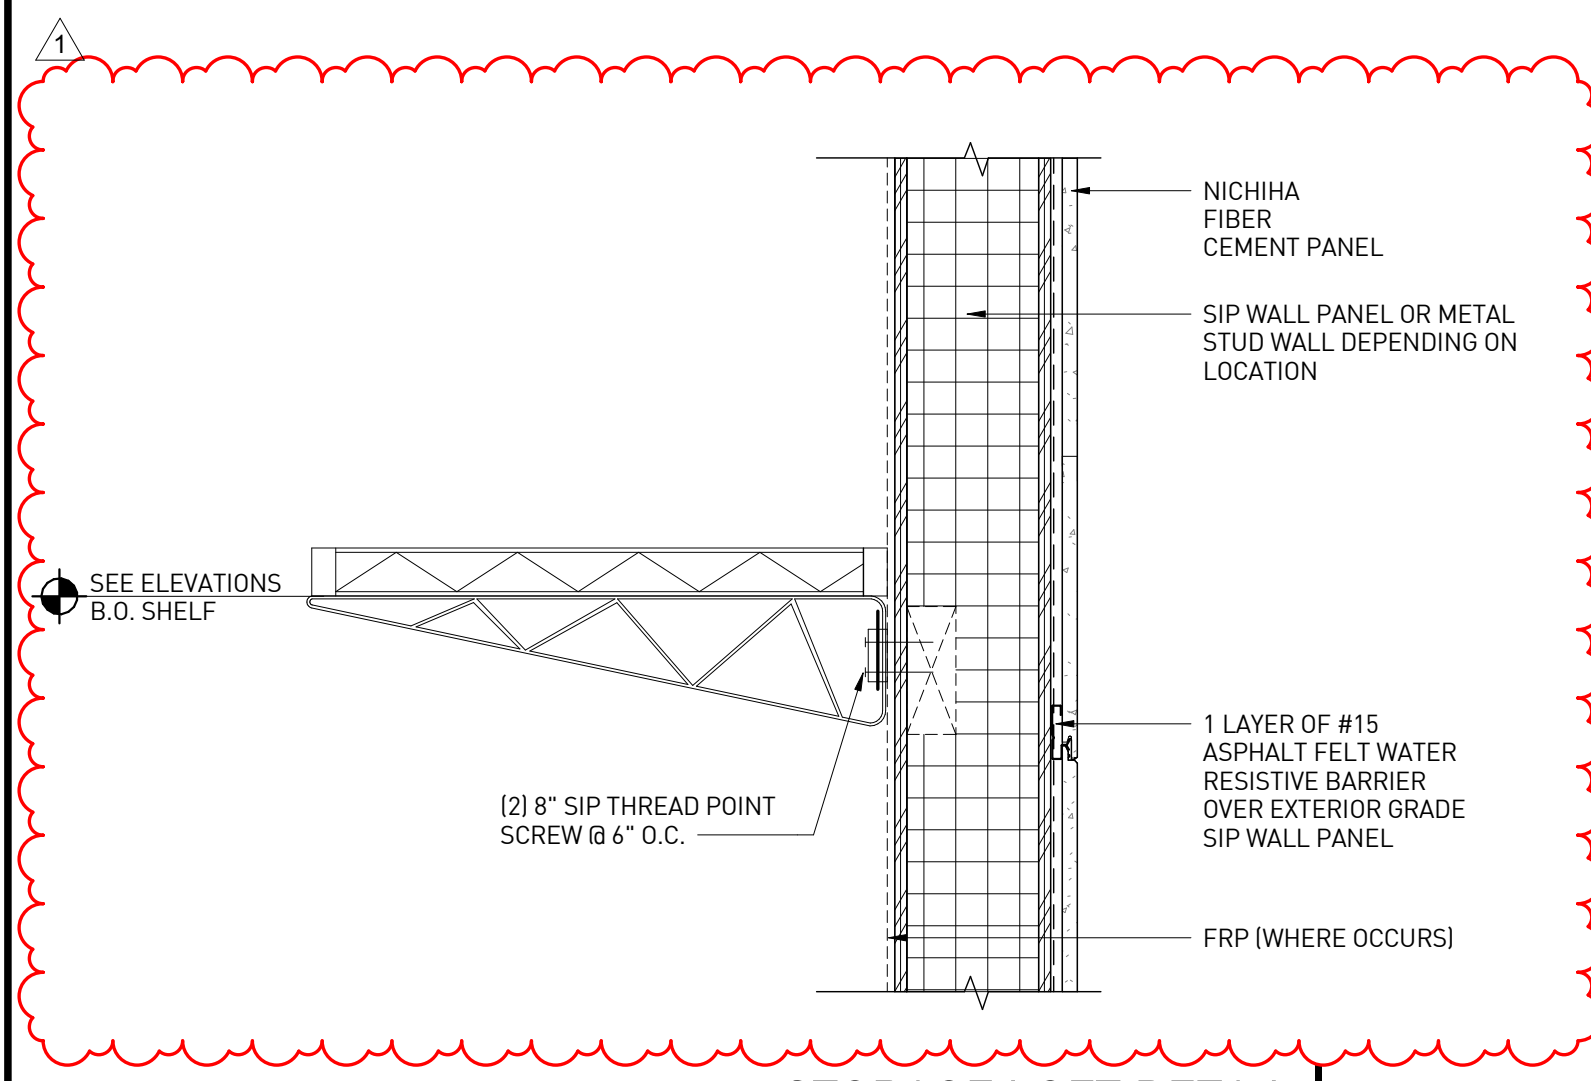 1
NICHIHA
FIBER
CEMENT PANEL
SIP WALL PANEL OR METAL
STUD WALL DEPENDING ON
LOCATION
SEE ELEVATIONS
B.O. SHELF
(2) 8" SIP THREAD POINT
SCREW @ 6" O.C.
1 LAYER OF #15
ASPHALT FELT WATER
RESISTIVE BARRIER
OVER EXTERIOR GRADE
SIP WALL PANEL
FRP (WHERE OCCURS)